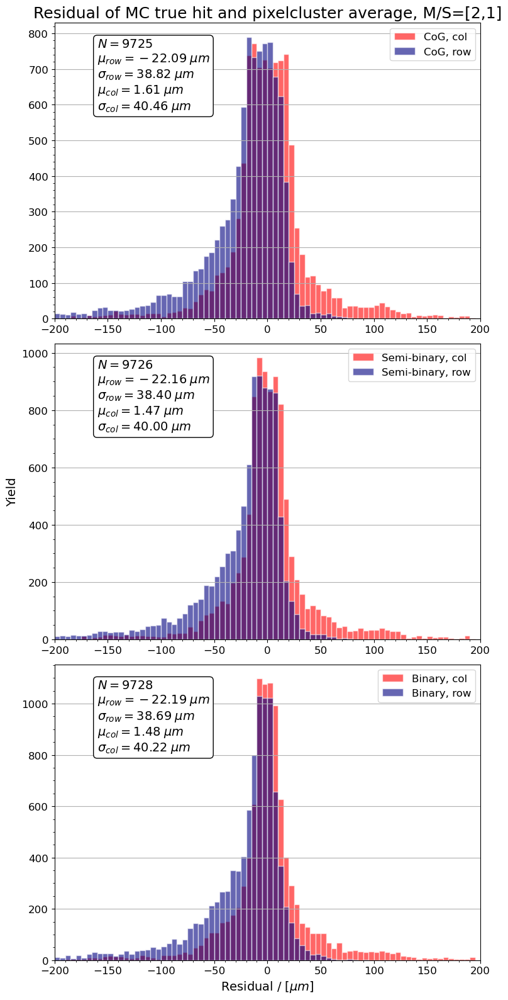 Residual of MC true hit and pixelcluster average, M/S=[2,1]
800
700
600
500
400
300
200
100
0
N = 9725
μrow = −22.09 μm
σrow = 38.82 μm
μcol = 1.61 μm
σcol = 40.46 μm
CoG, col
CoG, row
−200
−150
−100
−50
0
50
100
150
200
1000
800
600
400
200
0
N = 9726
μrow = −22.16 μm
σrow = 38.40 μm
μcol = 1.47 μm
σcol = 40.00 μm
Semi-binary, col
Semi-binary, row
Yield
−200
−150
−100
−50
0
50
100
150
200
1000
800
600
400
200
0
N = 9728
μrow = −22.19 μm
σrow = 38.69 μm
μcol = 1.48 μm
σcol = 40.22 μm
Binary, col
Binary, row
−200
−150
−100
−50
0
50
100
150
200
Residual / [μm]